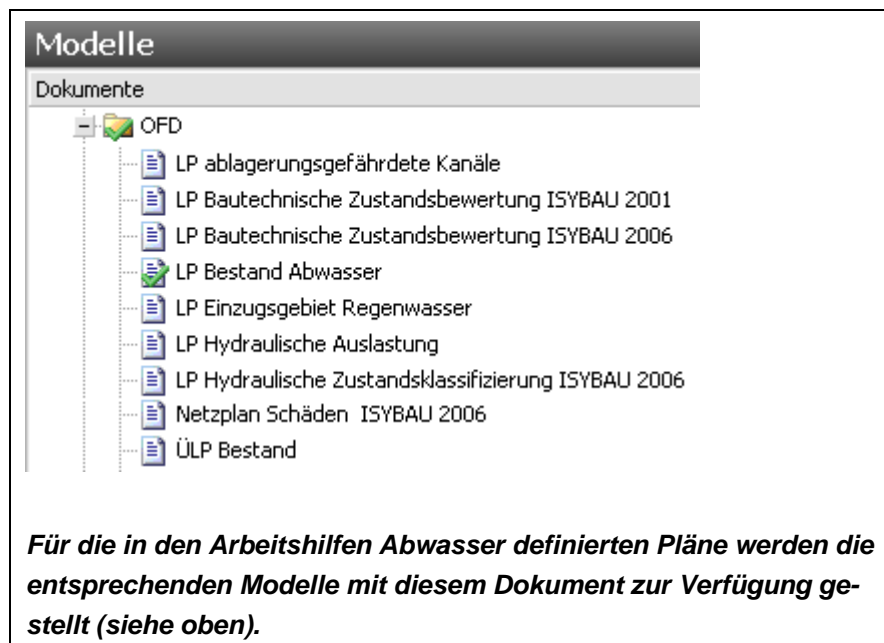 Modelle
Dokumente
OFD
LP ablagerungsgefährdete Kanäle
LP Bautechnische Zustandsbewertung ISYBAU 2001
LP Bautechnische Zustandsbewertung ISYBAU 2006
LP Bestand Abwasser
LP Einzugsgebiet Regenwasser
LP Hydraulische Auslastung
LP Hydraulische Zustandsklassifizierung ISYBAU 2006
Netzplan Schäden  ISYBAU 2006
ÜLP Bestand
Für die in den Arbeitshilfen Abwasser definierten Pläne werden die
entsprechenden Modelle mit diesem Dokument zur Verfügung ge-
stellt (siehe oben).